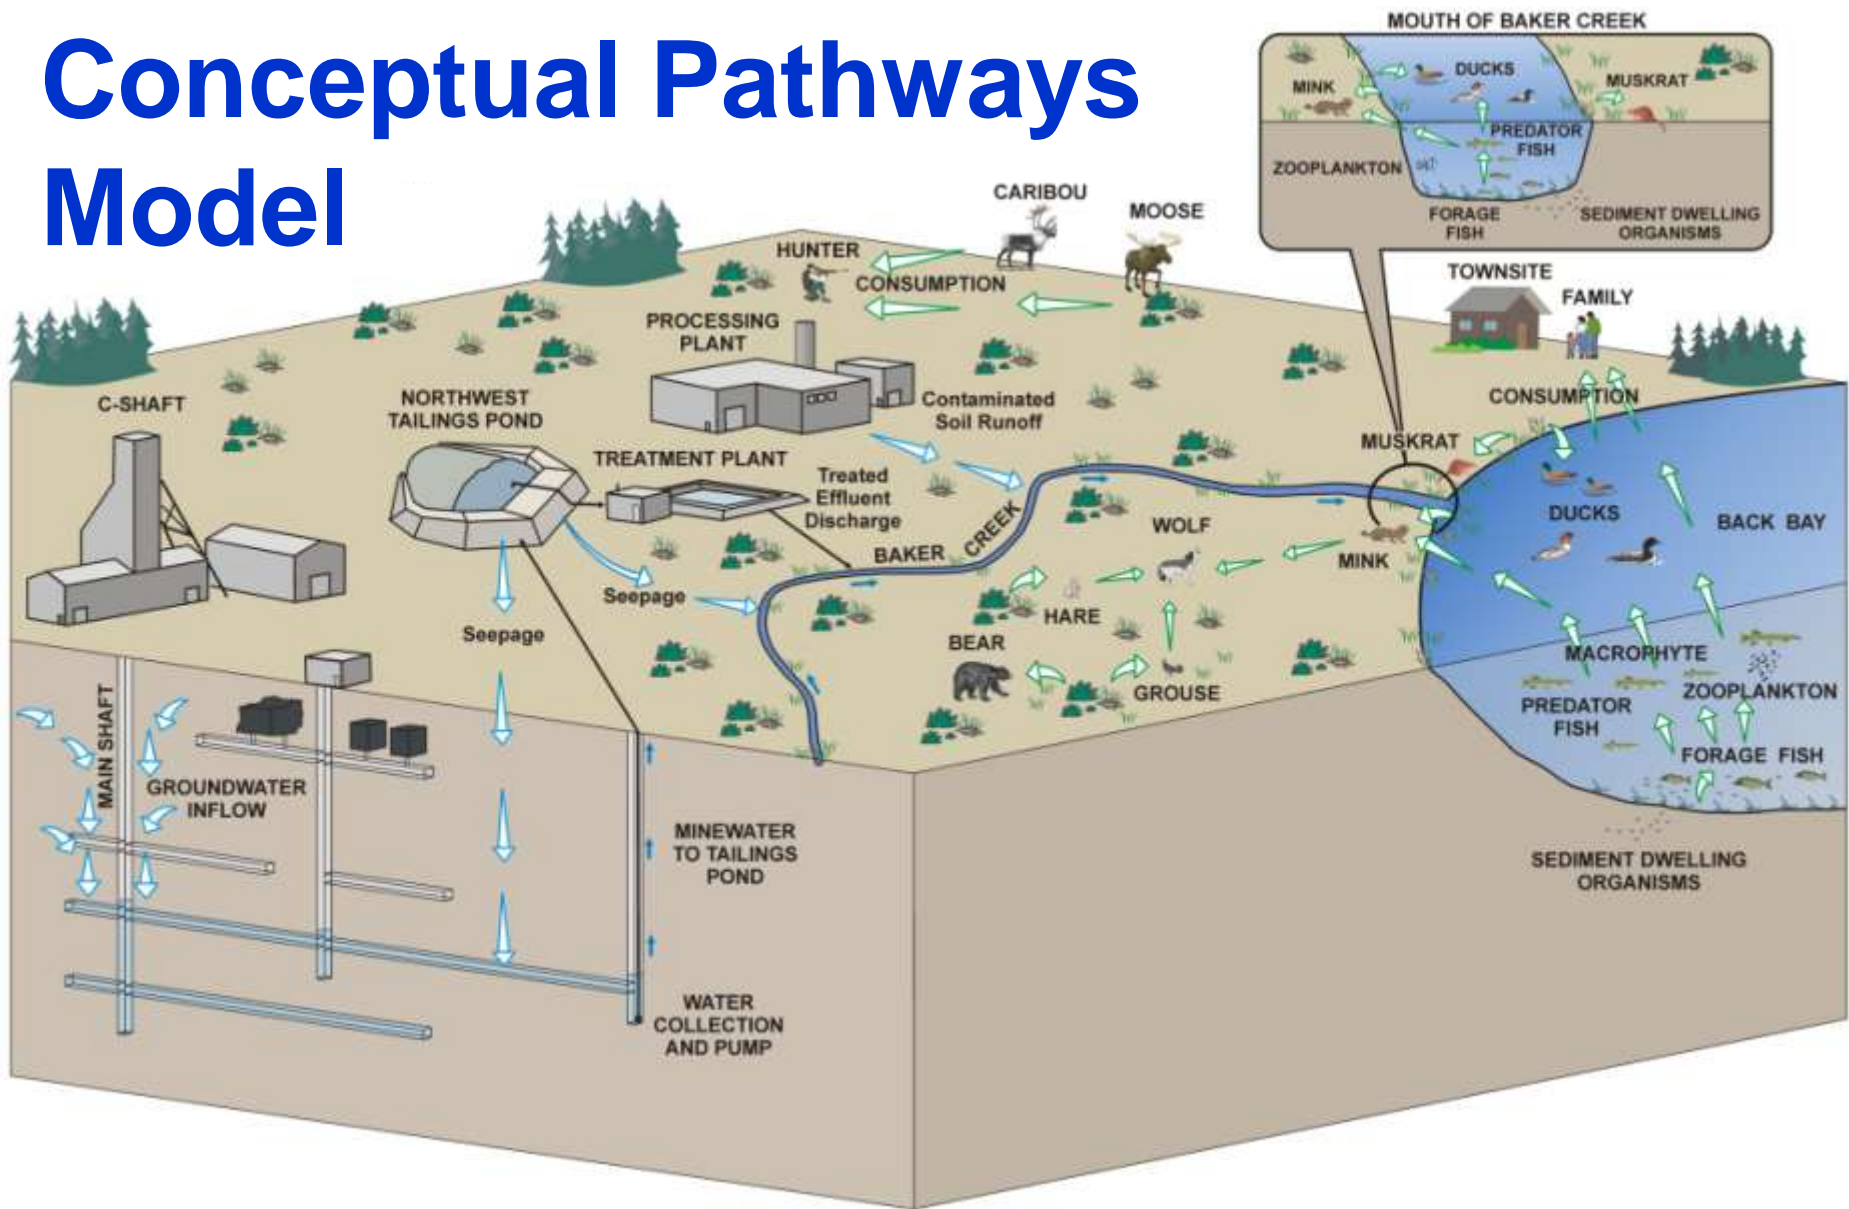 Conceptual Pathways
Model
MOUTH OF BAKER CREEK
DUCKS
MINK
MUSKRAT
PREDATOR
FISH
ZOOPLANKTON
FORAGE
FISH
SEDIMENT DWELLING
ORGANISMS
CARIBOU
MOOSE
HUNTER
CONSUMPTION
TOWNSITE
FAMILY
PROCESSING
PLANT
CONSUMPTION
C-SHAFT
NORTHWEST
TAILINGS POND
Contaminated
Soil Runoff
MUSKRAT
TREATMENT PLANT
Treated
Effluent
Discharge
DUCKS
BACK BAY
WOLF
BAKER
CREEK
MINK
Seepage
HARE
Seepage
BEAR
GROUSE
MACROPHYTE
ZOOPLANKTON
PREDATOR
FISH
FORAGE FISH
MAIN SHAFT
GROUNDWATER
INFLOW
MINEWATER
TO TAILINGS
POND
SEDIMENT DWELLING
ORGANISMS
WATER
COLLECTION
AND PUMP